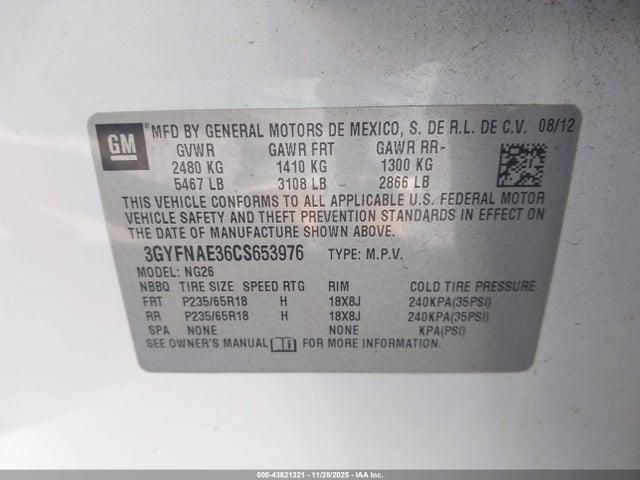 GM
MFD BY GENERAL MOTORS DE MEXICO, S. DE R.L. DE C.V. 08/12
GVWR GAWR FRT GAWR RR
2480 KG 1410 KG 1300 KG
5467 LB 3108 LB 2866 LB
THIS VEHICLE CONFORMS TO ALL APPLICABLE U.S. FEDERAL MOTOR
VEHICLE SAFETY AND THEFT PREVENTION STANDARDS IN EFFECT ON
THE DATE OF MANUFACTURE SHOWN ABOVE.
3GYFNAE36CS653976 TYPE: M.P.V.
MODEL: NG26
NBBQ TIRE SIZE SPEED RTG RIM COLD TIRE PRESSURE
FRT P235/65R18 H 18X8J 240KPA(35PSI)
RR P235/65R18 H 18X8J 240KPA(35PSI)
SPA NONE NONE KPA(PSI)
SEE OWNER'S MANUAL FOR MORE INFORMATION.
000-43821321 - 11/28/2025 - IAAI.CA